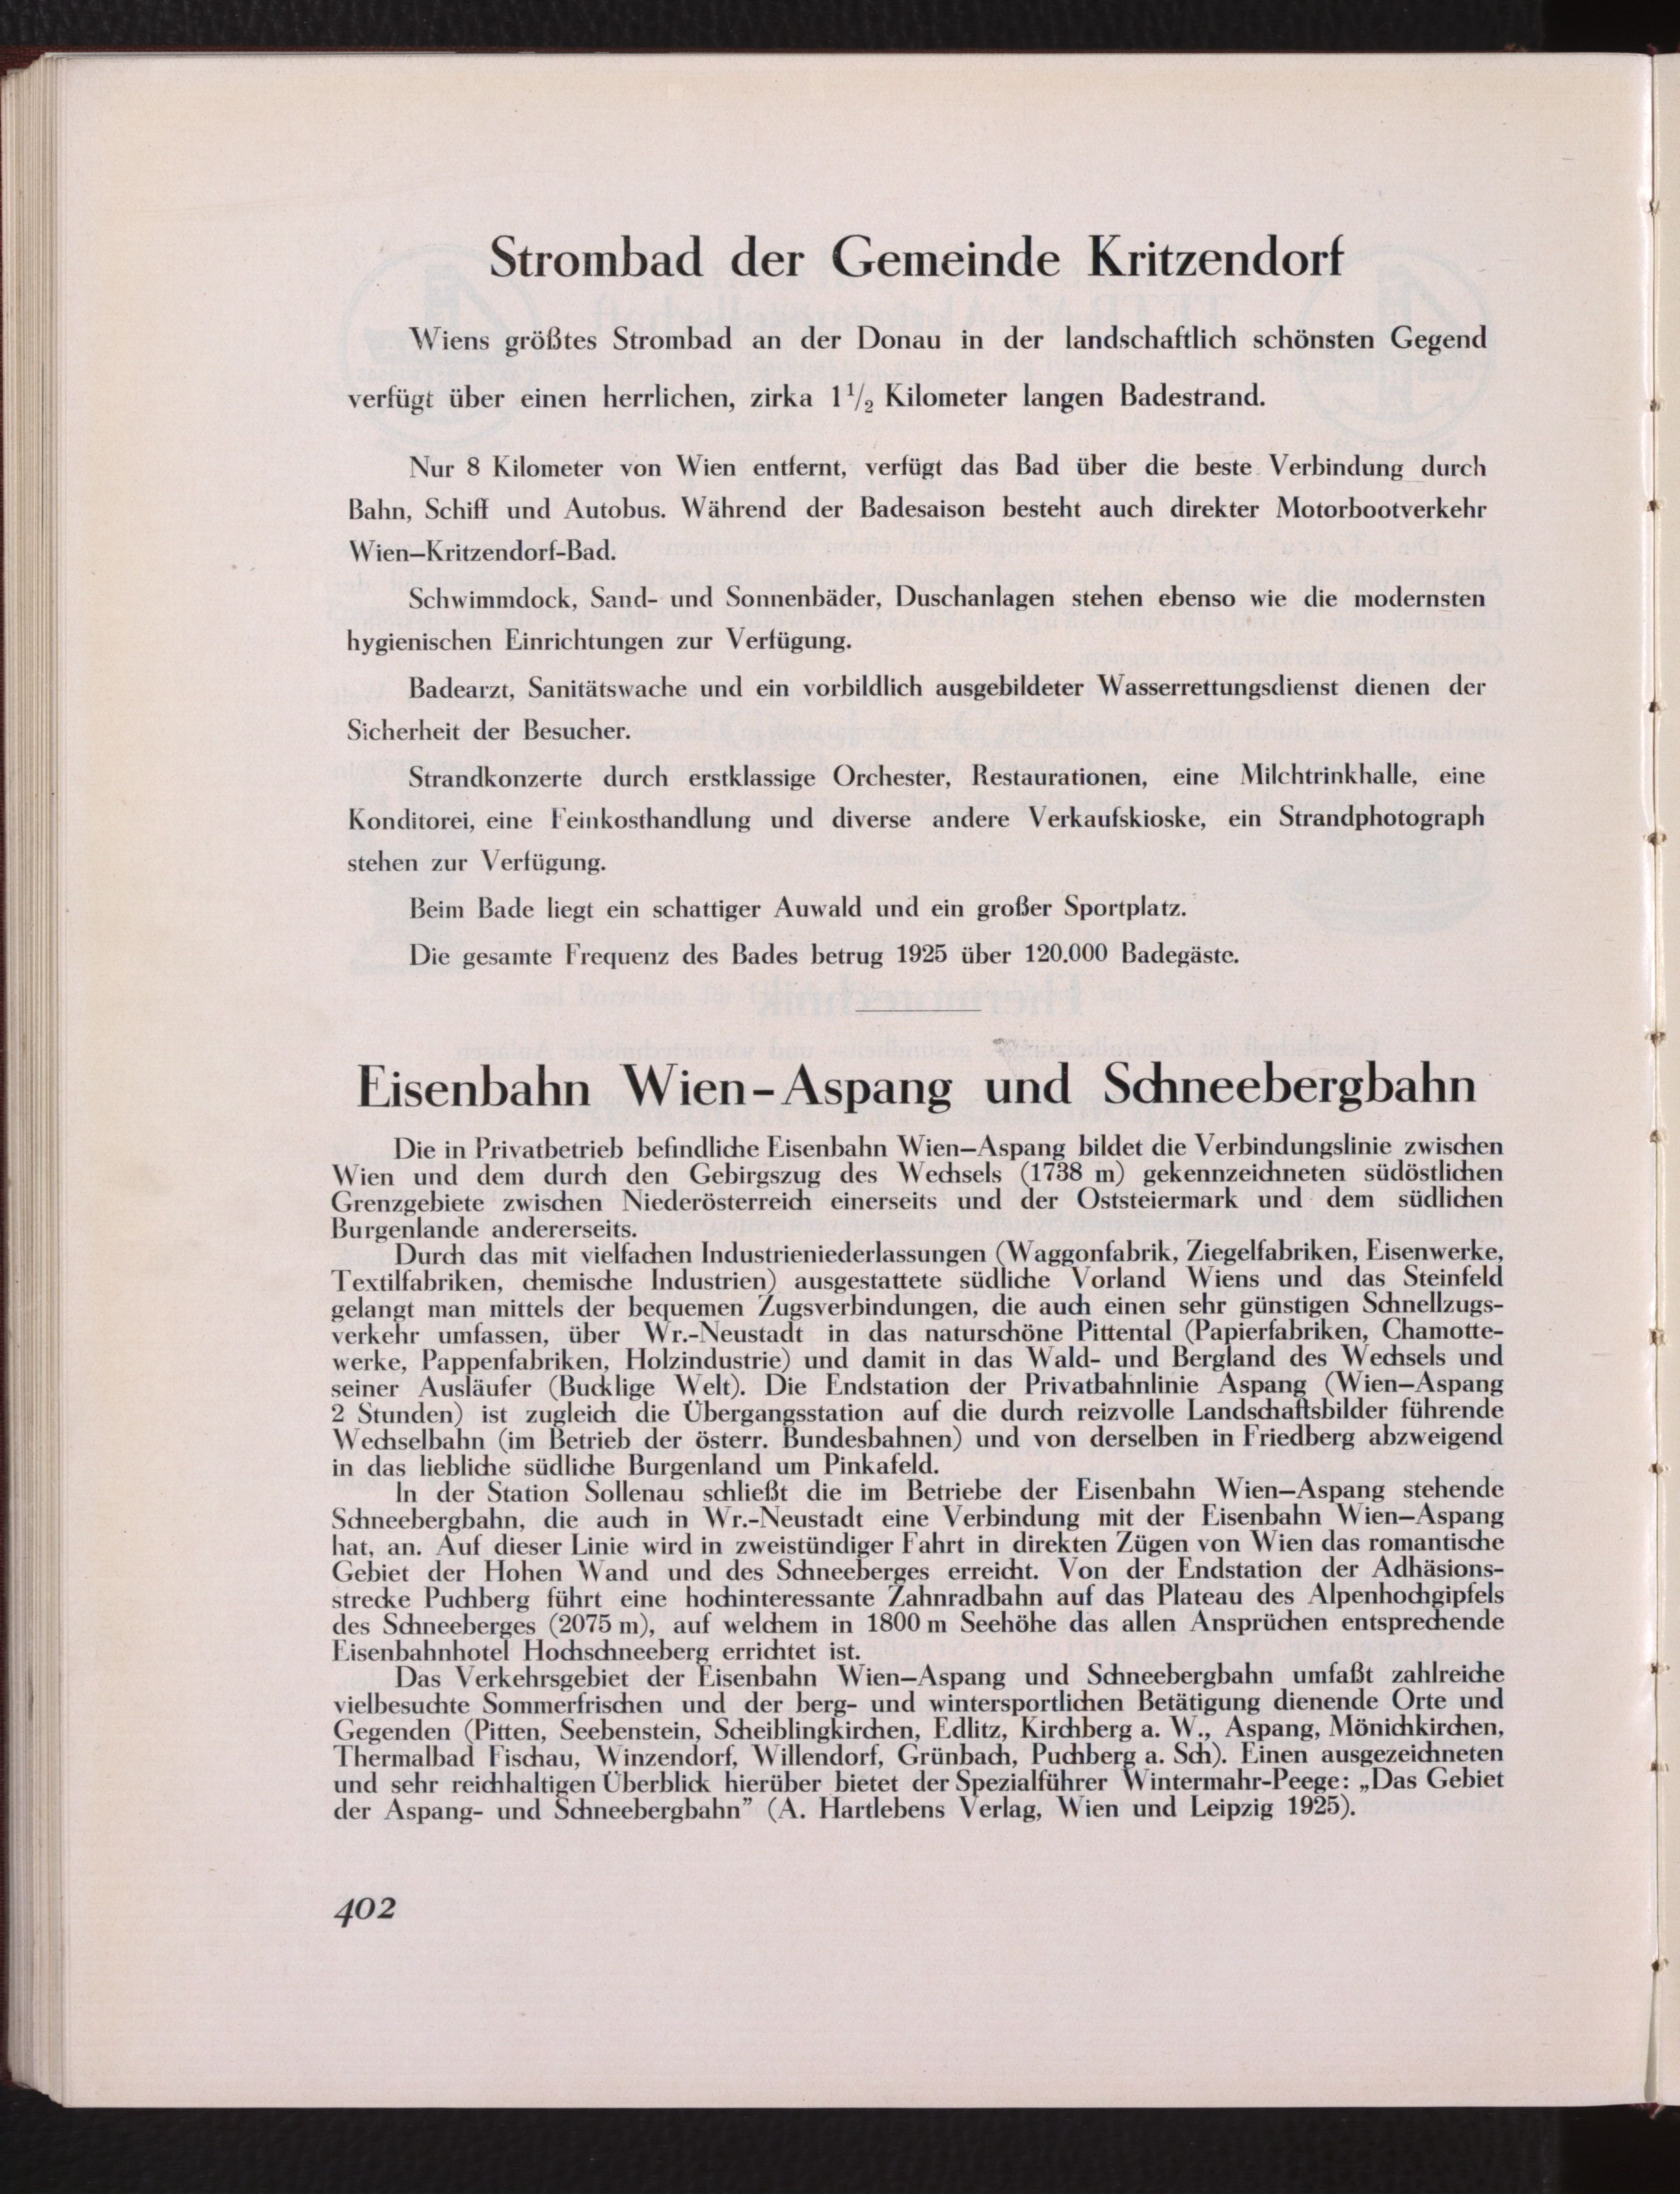 Strombad der Gemeinde Kritzendorf
Wiens größtes Strombad an der Donau in der landschaftlich schönsten Gegend
verfügt über einen herrlichen, zirka 1 1/2 Kilometer langen Badestrand.
Nur 8 Kilometer von Wien entfernt, verfügt das Bad über die beste Verbindung durch
Bahn, Schiff und Autobus. Während der Badesaison besteht auch direkter Motorbootverkehr
Wien—Kritzendorf-Bad.
Schwimmdock, Sand- und Sonnenbäder, Duschanlagen stehen ebenso wie die modernsten
hygienischen Einrichtungen zur Verfügung.
Badearzt, Sanitätswache und ein vorbildlich ausgebildeter Wasserrettungsdienst dienen der
Sicherheit der Besucher.
Strandkonzerte durch erstklassige Orchester, Restaurationen, eine Milchtrinkhalle, eine
Konditorei, eine Feinkosthandlung und diverse andere Verkaufskioske, ein Strandphotograph
stehen zur Verfügung.
Beim Bade liegt ein schattiger Auwald und ein großer Sportplatz.
Die gesamte Frequenz des Bades betrug 1925 über 120.000 Badegäste.
Eisenbahn Wien-Aspang und Schneebergbahn
Die in Privatbetrieb befindliche Eisenbahn Wien—Aspang bildet die Verbindungslinie zwischen
Wien und dem durch den Gebirgszug des Wechsels (1738 m) gekennzeichneten südöstlichen
Grenzgebiete zwischen Niederösterreich einerseits und der Oststeiermark und dem südlichen
Burgenlande andererseits.
Durch das mit vielfachen Industrieniederlassungen (Waggonfabrik, Ziegelfabriken, Eisenwerke,
Textilfabriken, chemische Industrien) ausgestattete südliche Vorland Wiens und das Steinfeld
gelangt man mittels der bequemen Zugsverbindungen, die auch einen sehr günstigen Schnellzugs-
verkehr umfassen, über Wr.-Neustadt in das naturschöne Pittental (Papierfabriken, Chamotte-
werke, Pappenfabriken, Holzindustrie) und damit in das Wald- und Bergland des Wechsels und
seiner Ausläufer (Bucklige Welt). Die Endstation der Privatbahnlinie Aspang (Wien—Aspang
2 Stunden) ist zugleich die Übergangsstation auf die durch reizvolle Landschaftsbilder führende
Wechselbahn (im Betrieb der österr. Bundesbahnen) und von derselben in Friedberg abzweigend
in das liebliche südliche Burgenland um Pinkafeld.
In der Station Sollenau schließt die im Betriebe der Eisenbahn Wien—Aspang stehende
Schneebergbahn, die auch in Wr.-Neustadt eine Verbindung mit der Eisenbahn Wien—Aspang
hat, an. Auf dieser Linie wird in zweistündiger Fahrt in direkten Zügen von Wien das romantische
Gebiet der Hohen Wand und des Schneeberges erreicht. Von der Endstation der Adhäsions-
strecke Puchberg führt eine hochinteressante Zahnradbahn auf das Plateau des Alpenhochgipfels
des Schneeberges (2075 m), auf welchem in 1800 m Seehöhe das allen Ansprüchen entsprechende
Eisenbahnhotel Hochschneeberg errichtet ist.
Das Verkehrsgebiet der Eisenbahn Wien—Aspang und Schneebergbahn umfaßt zahlreiche
vielbesuchte Sommerfrischen und der berg- und wintersportlichen Betätigung dienende Orte und
Gegenden (Pitten, Seebenstein, Scheiblingkirchen, Edlitz, Kirchberg a. W., Aspang, Mönichkirchen,
Thermalbad Fischau, Winzendorf, Willendorf, Grünbach, Puchberg a. Sch). Einen ausgezeichneten
und sehr reichhaltigen Überblick hierüber bietet der Spezialführer Wintermahr-Peege: „Das Gebiet
der Aspang- und Schneebergbahn” (A. Hartlebens Verlag, Wien und Leipzig 1925).
402